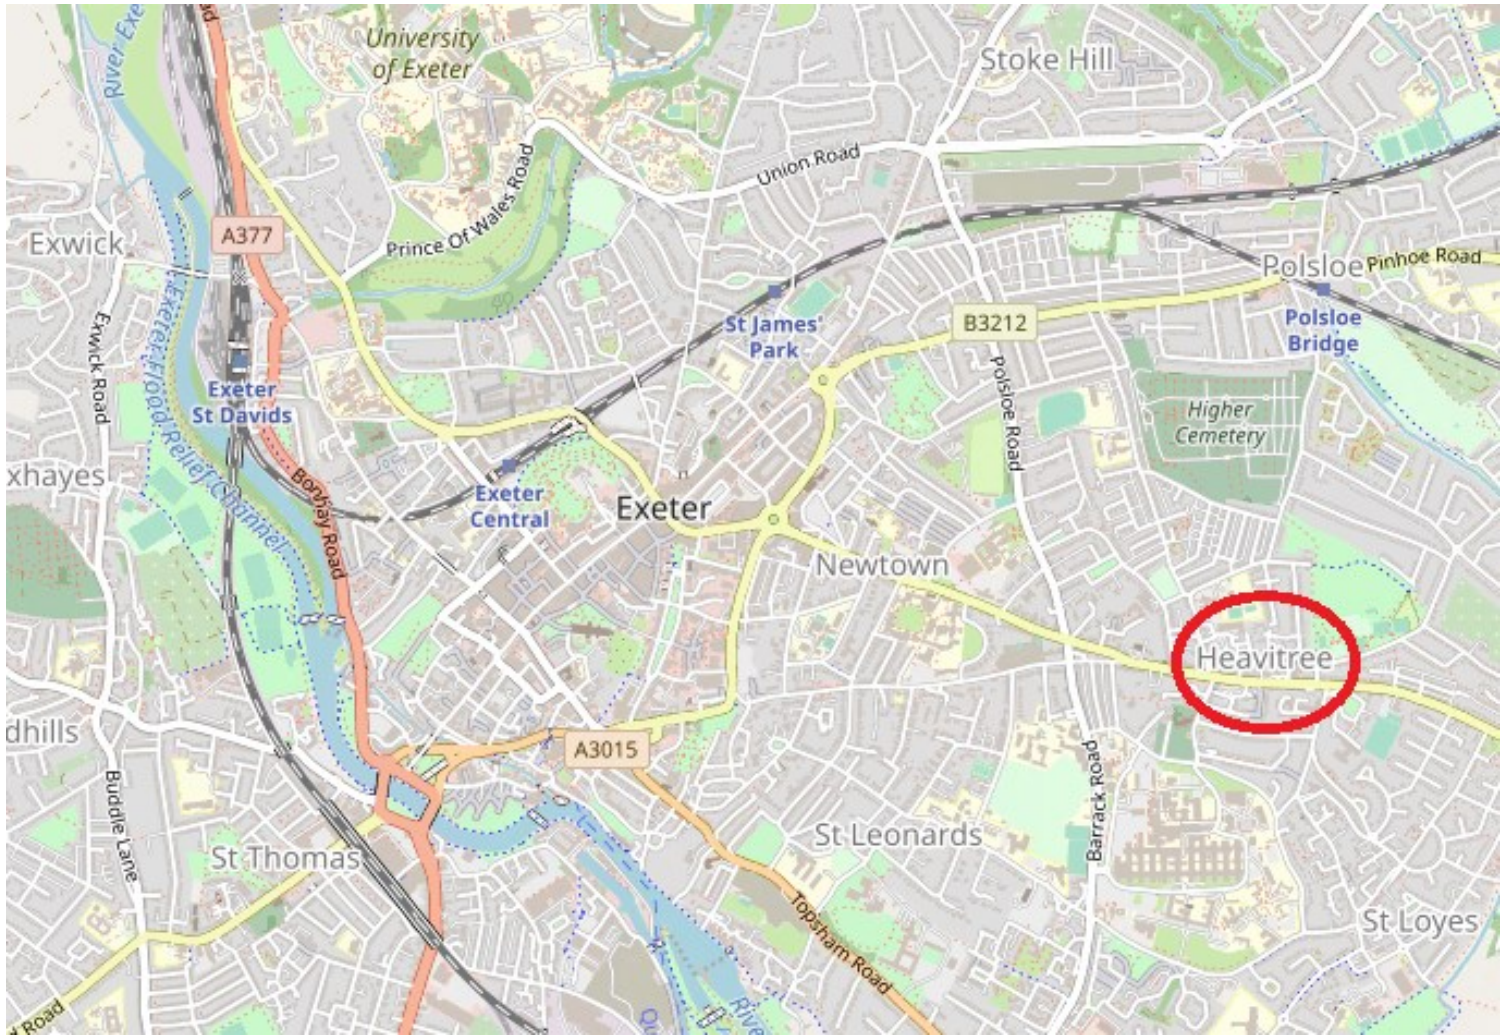 River Exe
University
of Exeter
Stoke Hill
Union Road
Prince Of Wales Road
A377
Exwick
Polsloe
Pinhoe Road
St James'
Park
B3212
Polsloe
Bridge
Exwick Road
Exeter
St Davids
Exeter Flood Relief Channel
Polsloe Road
Higher
Cemetery
xhayes
Bonhay Road
Exeter
Central
Exeter
Newtown
Heavitree
dhills
A3015
Buddle Lane
Barrack Road
St Thomas
St Leonards
Topsham Road
St Loyes
Road